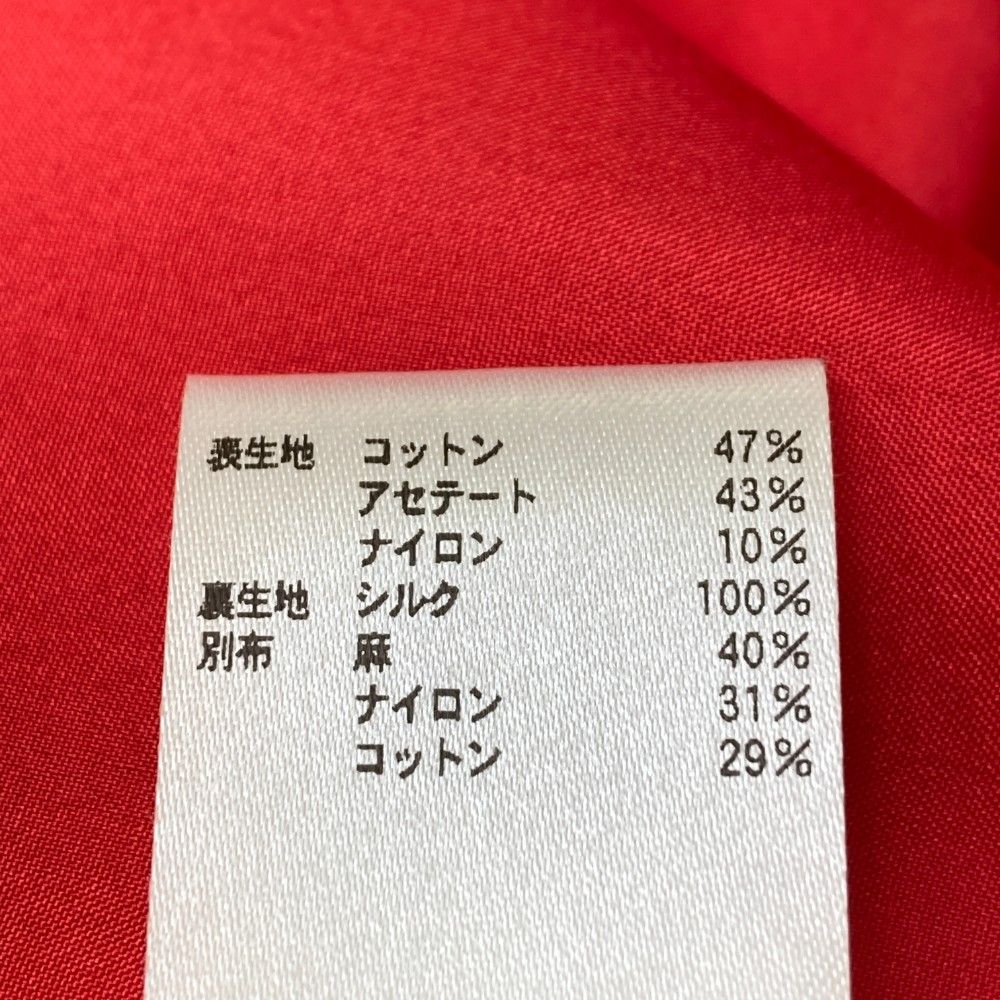 表生地 コットン 47%
アセテート 43%
ナイロン 10%
裏生地 シルク 100%
別布 麻 40%
ナイロン 31%
コットン 29%